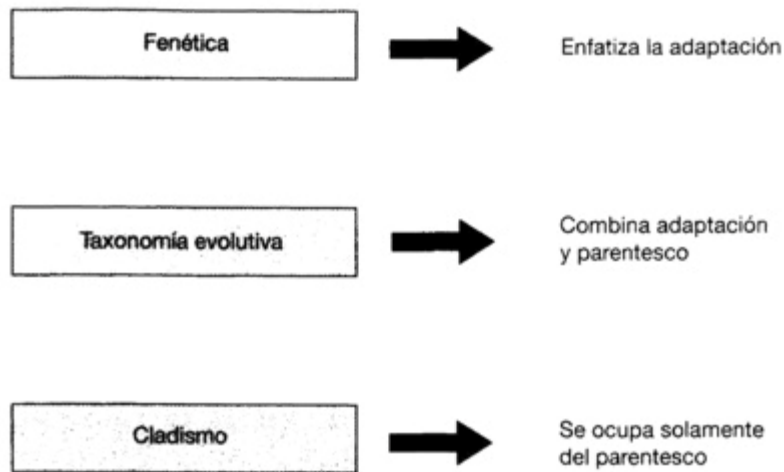 Fenética
Enfatiza la adaptación
Taxonomía evolutiva
Combina adaptación
y parentesco
Cladismo
Se ocupa solamente
del parentesco